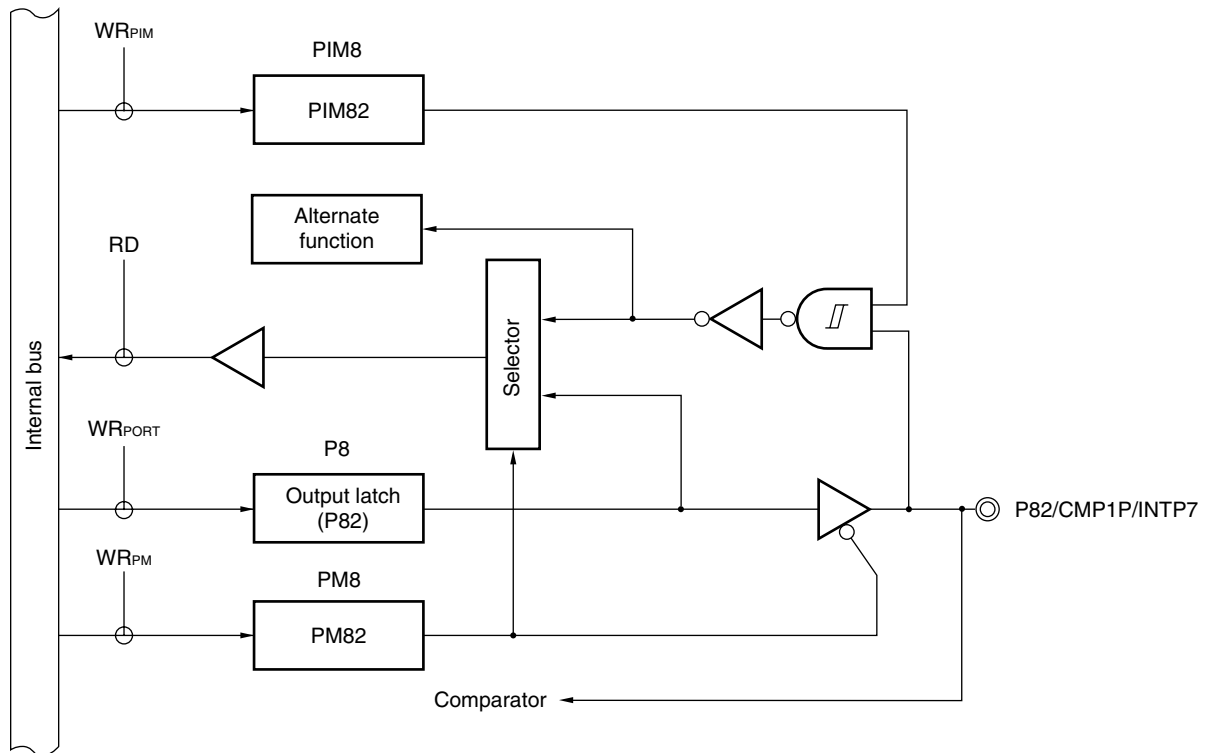 WRPIM
PIM8
PIM82
Alternate
function
RD
Selector
Internal bus
WRPORT
P8
Output latch
(P82)
P82/CMP1P/INTP7
WRPM
PM8
PM82
Comparator